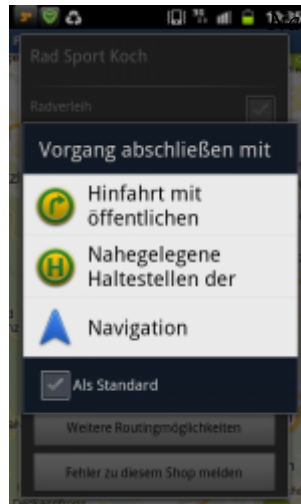 Rad Sport Koch
Radverleih
Vorgang abschließen mit
Hinfahrt mit
öffentlichen
H
Nahegelegene
Haltestellen der
Navigation
Als Standard
Weitere Routingmöglichkeiten
Fehler zu diesem Shop melden